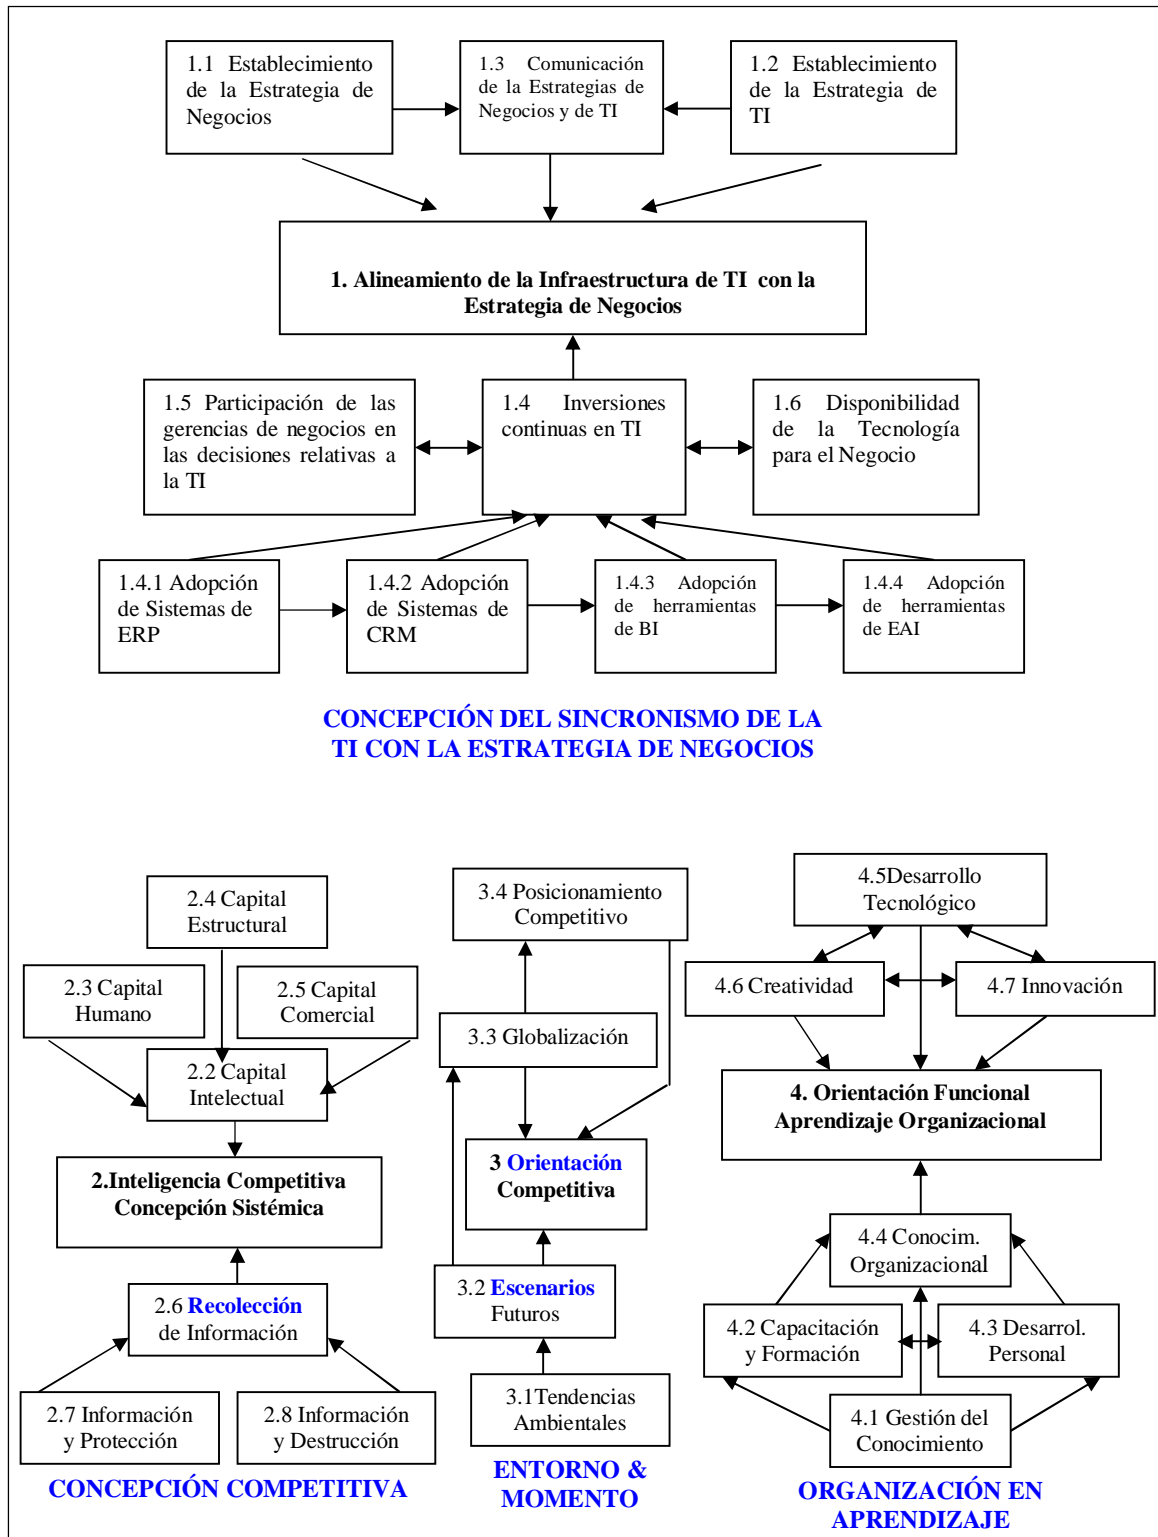 1.1 Establecimiento
de la Estrategia de
Negocios
1.3 Comunicación
de la Estrategias de
Negocios y de TI
1.2 Establecimiento
de la Estrategia de
TI
1. Alineamiento de la Infraestructura de TI con la
Estrategia de Negocios
1.5 Participación de las
gerencias de negocios en
las decisiones relativas a
la TI
1.4 Inversiones
continuas en TI
1.6 Disponibilidad
de la Tecnología
para el Negocio
1.4.1 Adopción
de Sistemas de
ERP
1.4.2 Adopción
de Sistemas de
CRM
1.4.3 Adopción
de herramientas
de BI
1.4.4 Adopción
de herramientas
de EAI
CONCEPCIÓN DEL SINCRONISMO DE LA
TI CON LA ESTRATEGIA DE NEGOCIOS
2.4 Capital
Estructural
2.3 Capital
Humano
2.5 Capital
Comercial
2.2 Capital
Intelectual
2.Inteligencia Competitiva
Concepción Sistémica
2.6 Recolección
de Información
2.7 Información
y Protección
2.8 Información
y Destrucción
CONCEPCIÓN COMPETITIVA
3.4 Posicionamiento
Competitivo
3.3 Globalización
3 Orientación
Competitiva
3.2 Escenarios
Futuros
3.1Tendencias
Ambientales
ENTORNO &
MOMENTO
4.5Desarrollo
Tecnológico
4.6 Creatividad
4.7 Innovación
4. Orientación Funcional
Aprendizaje Organizacional
4.4 Conocim.
Organizacional
4.2 Capacitación
y Formación
4.3 Desarrol.
Personal
4.1 Gestión del
Conocimiento
ORGANIZACIÓN EN
APRENDIZAJE